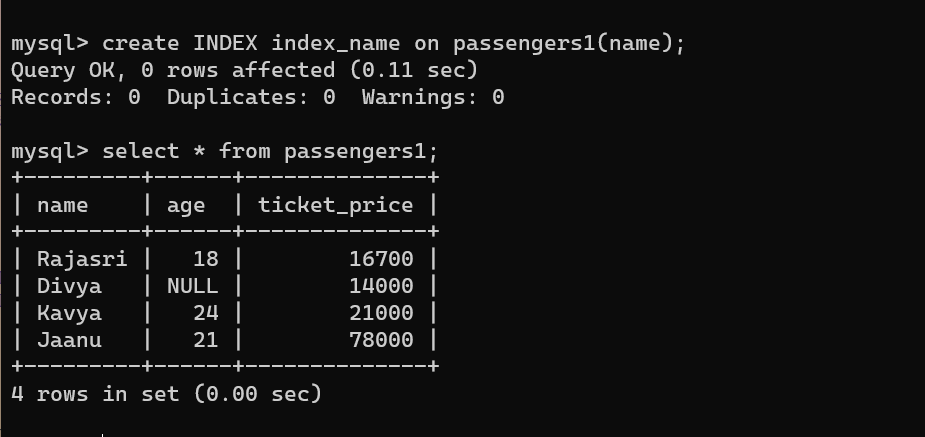 mysql> create INDEX index_name on passengers1(name);
Query OK, 0 rows affected (0.11 sec)
Records: 0  Duplicates: 0  Warnings: 0

mysql> select * from passengers1;
+---------+------+--------------+
| name    | age  | ticket_price |
+---------+------+--------------+
| Rajasri |   18 |        16700 |
| Divya   | NULL |        14000 |
| Kavya   |   24 |        21000 |
| Jaanu   |   21 |        78000 |
+---------+------+--------------+
4 rows in set (0.00 sec)